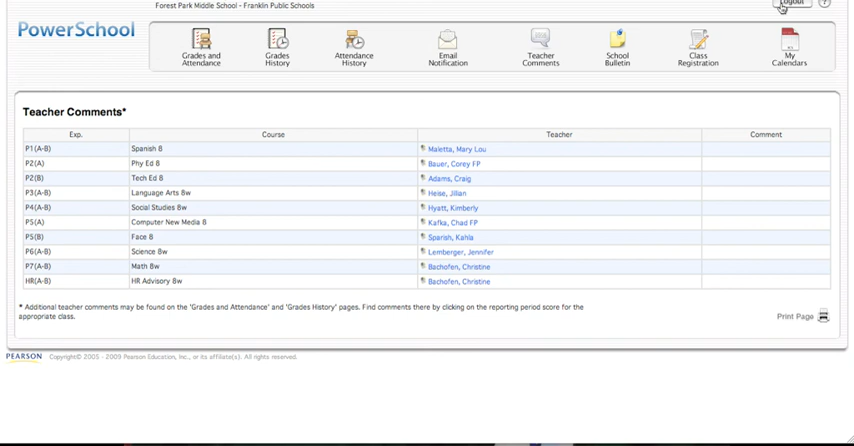 Forest Park Middle School - Franklin Public Schools
Logout ?
PowerSchool
Grades and Attendance
Grades History
Attendance History
Email Notification
Teacher Comments
School Bulletin
Class Registration
My Calendars
Teacher Comments*
Exp. Course Teacher Comment
P1(A-B) Spanish 8 Maletta, Mary Lou
P2(A) Phy Ed 8 Bauer, Corey FP
P2(B) Tech Ed 8 Adams, Craig
P3(A-B) Language Arts 8w Heise, Jilian
P4(A-B) Social Studies 8w Hyatt, Kimberly
P5(A) Computer New Media 8 Kafka, Chad FP
P5(B) Face 8 Sparish, Kahla
P6(A-B) Science 8w Lemberger, Jennifer
P7(A-B) Math 8w Bachofen, Christine
HR(A-B) HR Advisory 8w Bachofen, Christine
* Additional teacher comments may be found on the 'Grades and Attendance' and 'Grades History' pages. Find comments there by clicking on the reporting period score for the
appropriate class.
Print Page
PEARSON Copyright© 2005 - 2009 Pearson Education, Inc., or its affiliate(s). All rights reserved.